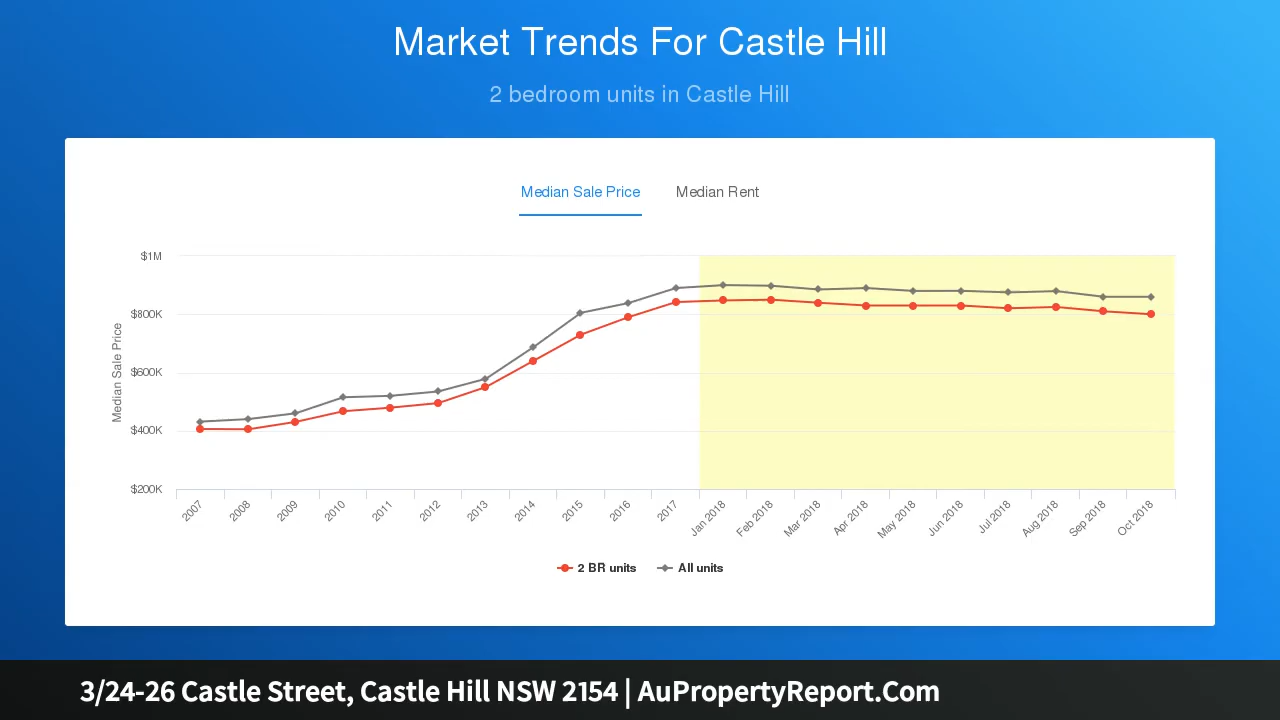 Market Trends For Castle Hill
2 bedroom units in Castle Hill
Median Sale Price
Median Rent
$1M
$800K
$600K
$400K
$200K
Median Sale Price
2007
2008
2009
2010
2011
2012
2013
2014
2015
2016
2017
Jan 2018
Feb 2018
Mar 2018
Apr 2018
May 2018
Jun 2018
Jul 2018
Aug 2018
Sep 2018
Oct 2018
2 BR units
All units
3/24-26 Castle Street, Castle Hill NSW 2154 | AuPropertyReport.Com